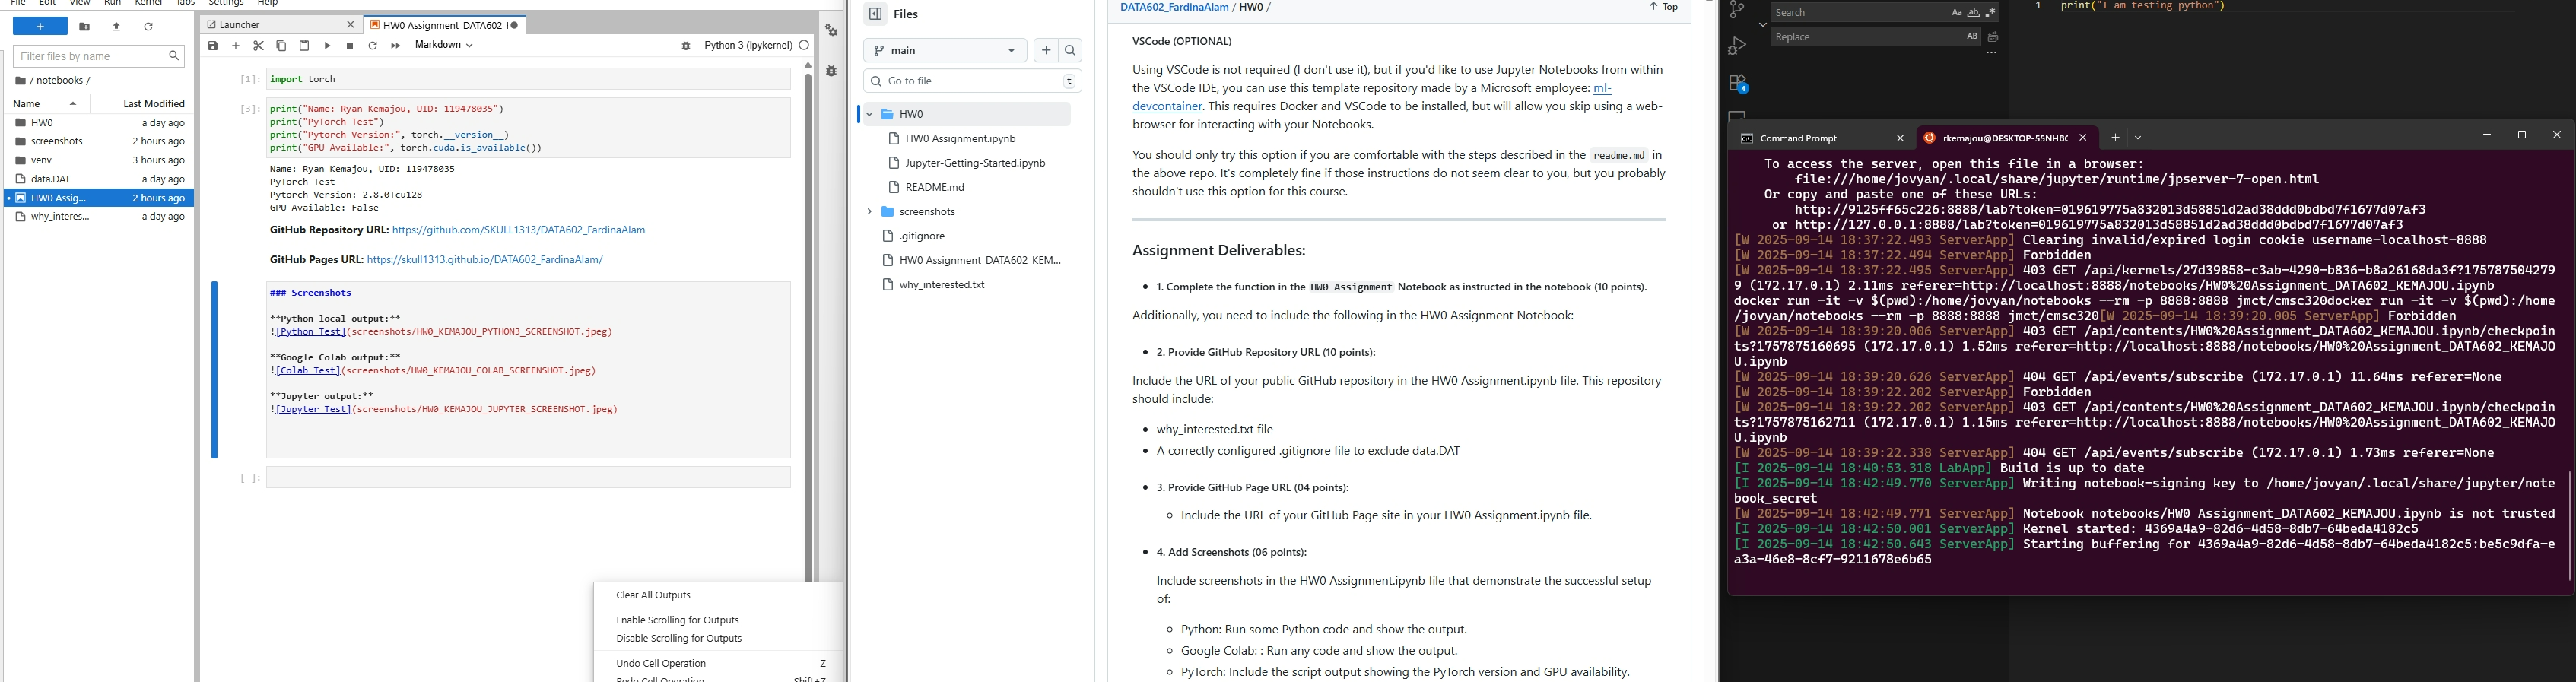 File Edit View Run Kernel Tabs Settings Help
Filter files by name
/ notebooks /
Name Last Modified
HW0 a day ago
screenshots 2 hours ago
venv 3 hours ago
data.DAT a day ago
HW0 Assig... 2 hours ago
why_interes... a day ago
Launcher
HW0 Assignment_DATA602_I
Markdown
Python 3 (ipykernel)
[1]: import torch
[3]: print("Name: Ryan Kemajou, UID: 119478035")
print("PyTorch Test")
print("Pytorch Version:", torch.__version__)
print("GPU Available:", torch.cuda.is_available())
Name: Ryan Kemajou, UID: 119478035
PyTorch Test
Pytorch Version: 2.8.0+cu128
GPU Available: False
GitHub Repository URL: https://github.com/SKULL1313/DATA602_FardinaAlam
GitHub Pages URL: https://skull1313.github.io/DATA602_FardinaAlam/
### Screenshots
**Python local output:**
![Python Test](screenshots/HW0_KEMAJOU_PYTHON3_SCREENSHOT.jpeg)
**Google Colab output:**
![Colab Test](screenshots/HW0_KEMAJOU_COLAB_SCREENSHOT.jpeg)
**Jupyter output:**
![Jupyter Test](screenshots/HW0_KEMAJOU_JUPYTER_SCREENSHOT.jpeg)
[ ]:
Clear All Outputs
Enable Scrolling for Outputs
Disable Scrolling for Outputs
Undo Cell Operation Z
Redo Cell Operation Shift+Z
Files
main
Go to file t
HW0
HW0 Assignment.ipynb
Jupyter-Getting-Started.ipynb
README.md
screenshots
.gitignore
HW0 Assignment_DATA602_KEM...
why_interested.txt
DATA602_FardinaAlam / HW0 /
Top
VSCode (OPTIONAL)
Using VSCode is not required (I don't use it), but if you'd like to use Jupyter Notebooks from within
the VSCode IDE, you can use this template repository made by a Microsoft employee: ml-
devcontainer. This requires Docker and VSCode to be installed, but will allow you skip using a web-
browser for interacting with your Notebooks.
You should only try this option if you are comfortable with the steps described in the readme.md in
the above repo. It's completely fine if those instructions do not seem clear to you, but you probably
shouldn't use this option for this course.
Assignment Deliverables:
1. Complete the function in the HW0 Assignment Notebook as instructed in the notebook (10 points).
Additionally, you need to include the following in the HW0 Assignment Notebook:
2. Provide GitHub Repository URL (10 points):
Include the URL of your public GitHub repository in the HW0 Assignment.ipynb file. This repository
should include:
why_interested.txt file
A correctly configured .gitignore file to exclude data.DAT
3. Provide GitHub Page URL (04 points):
Include the URL of your GitHub Page site in your HW0 Assignment.ipynb file.
4. Add Screenshots (06 points):
Include screenshots in the HW0 Assignment.ipynb file that demonstrate the successful setup
of:
Python: Run some Python code and show the output.
Google Colab: : Run any code and show the output.
PyTorch: Include the script output showing the PyTorch version and GPU availability.
Search Aa ab .*
Replace AB
4
1 print("I am testing python")
Command Prompt
rkemajou@DESKTOP-55NHB
To access the server, open this file in a browser:
file:///home/jovyan/.local/share/jupyter/runtime/jpserver-7-open.html
Or copy and paste one of these URLs:
http://9125ff65c226:8888/lab?token=019619775a832013d58851d2ad38ddd0bdbd7f1677d07af3
or http://127.0.0.1:8888/lab?token=019619775a832013d58851d2ad38ddd0bdbd7f1677d07af3
[W 2025-09-14 18:37:22.493 ServerApp] Clearing invalid/expired login cookie username-localhost-8888
[W 2025-09-14 18:37:22.494 ServerApp] Forbidden
[W 2025-09-14 18:37:22.495 ServerApp] 403 GET /api/kernels/27d39858-c3ab-4290-b836-b8a26168da3f?175787504279
9 (172.17.0.1) 2.11ms referer=http://localhost:8888/notebooks/HW0%20Assignment_DATA602_KEMAJOU.ipynb
docker run -it -v $(pwd):/home/jovyan/notebooks --rm -p 8888:8888 jmct/cmsc320docker run -it -v $(pwd):/home
/jovyan/notebooks --rm -p 8888:8888 jmct/cmsc320[W 2025-09-14 18:39:20.005 ServerApp] Forbidden
[W 2025-09-14 18:39:20.006 ServerApp] 403 GET /api/contents/HW0%20Assignment_DATA602_KEMAJOU.ipynb/checkpoin
ts?1757875160695 (172.17.0.1) 1.52ms referer=http://localhost:8888/notebooks/HW0%20Assignment_DATA602_KEMAJO
U.ipynb
[W 2025-09-14 18:39:20.626 ServerApp] 404 GET /api/events/subscribe (172.17.0.1) 11.64ms referer=None
[W 2025-09-14 18:39:22.202 ServerApp] Forbidden
[W 2025-09-14 18:39:22.202 ServerApp] 403 GET /api/contents/HW0%20Assignment_DATA602_KEMAJOU.ipynb/checkpoin
ts?1757875162711 (172.17.0.1) 1.15ms referer=http://localhost:8888/notebooks/HW0%20Assignment_DATA602_KEMAJO
U.ipynb
[W 2025-09-14 18:39:22.338 ServerApp] 404 GET /api/events/subscribe (172.17.0.1) 1.73ms referer=None
[I 2025-09-14 18:40:53.318 LabApp] Build is up to date
[I 2025-09-14 18:42:49.770 ServerApp] Writing notebook-signing key to /home/jovyan/.local/share/jupyter/note
book_secret
[W 2025-09-14 18:42:49.771 ServerApp] Notebook notebooks/HW0 Assignment_DATA602_KEMAJOU.ipynb is not trusted
[I 2025-09-14 18:42:50.001 ServerApp] Kernel started: 4369a4a9-82d6-4d58-8db7-64beda4182c5
[I 2025-09-14 18:42:50.643 ServerApp] Starting buffering for 4369a4a9-82d6-4d58-8db7-64beda4182c5:be5c9dfa-e
a3a-46e8-8cf7-9211678e6b65